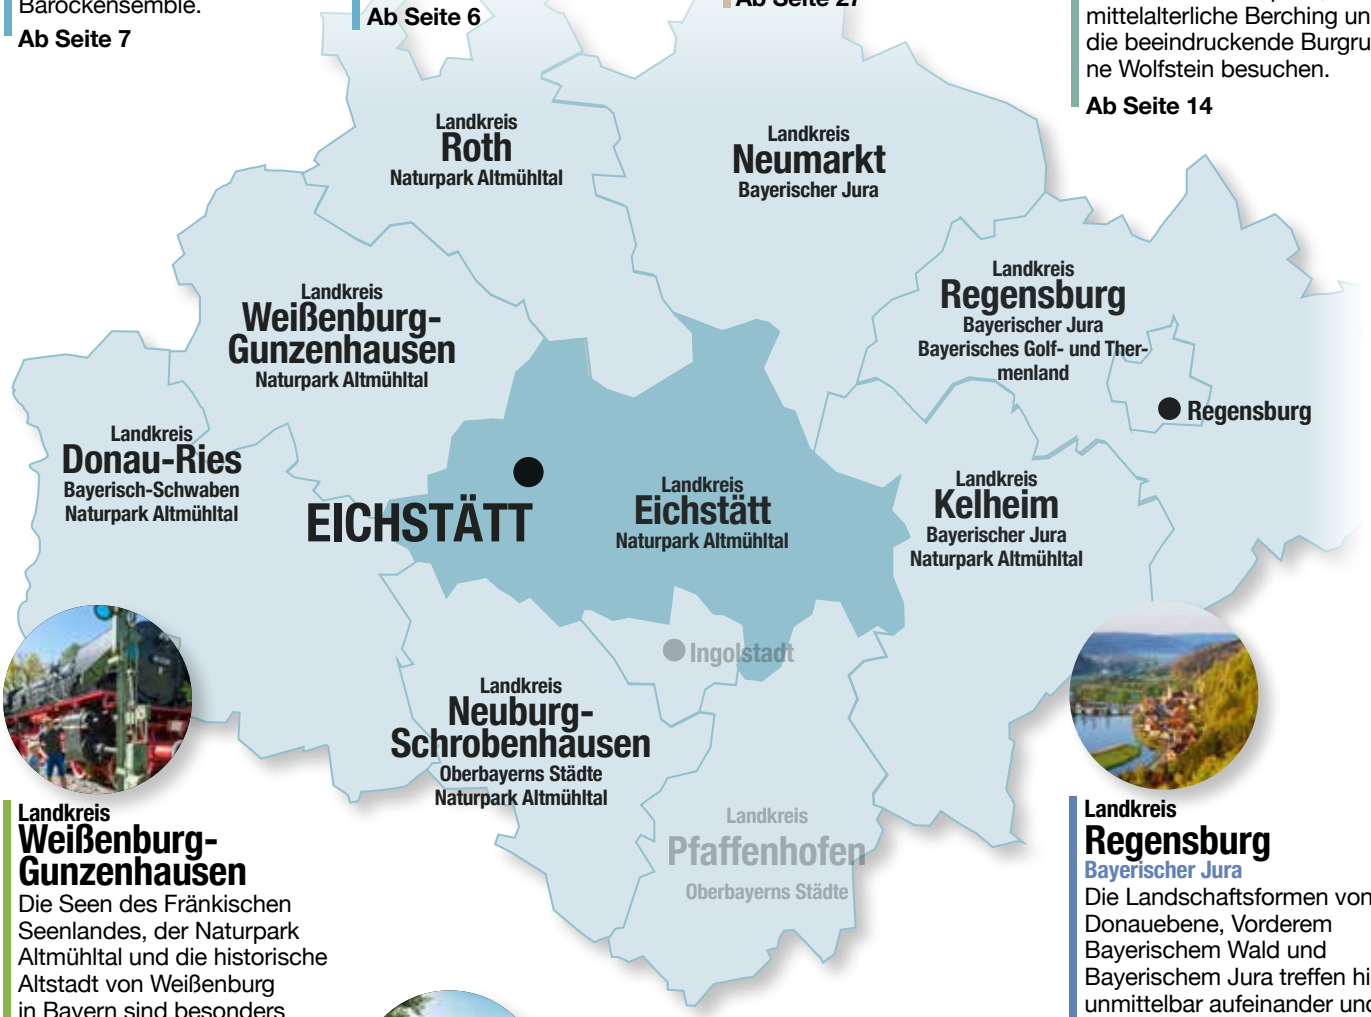 Barockensemble.
Ab Seite 7
Ab Seite 6
Ab Seite 27
mittelalterliche Berching un
die beeindruckende Burgru
ne Wolfstein besuchen.
Ab Seite 14
Landkreis
Roth
Naturpark Altmühltal
Landkreis
Neumarkt
Bayerischer Jura
Landkreis
Weißenburg-
Gunzenhausen
Naturpark Altmühltal
Landkreis
Regensburg
Bayerischer Jura
Bayerisches Golf- und Ther-
menland
Regensburg
Landkreis
Donau-Ries
Bayerisch-Schwaben
Naturpark Altmühltal
EICHSTÄTT
Landkreis
Eichstätt
Naturpark Altmühltal
Landkreis
Kelheim
Bayerischer Jura
Naturpark Altmühltal
Ingolstadt
Landkreis
Neuburg-
Schrobenhausen
Oberbayerns Städte
Naturpark Altmühltal
Landkreis
Pfaffenhofen
Oberbayerns Städte
Landkreis
Weißenburg-
Gunzenhausen
Die Seen des Fränkischen
Seenlandes, der Naturpark
Altmühltal und die historische
Altstadt von Weißenburg
in Bayern sind besonders
Landkreis
Regensburg
Bayerischer Jura
Die Landschaftsformen von
Donauebene, Vorderem
Bayerischem Wald und
Bayerischem Jura treffen hi
unmittelbar aufeinander und